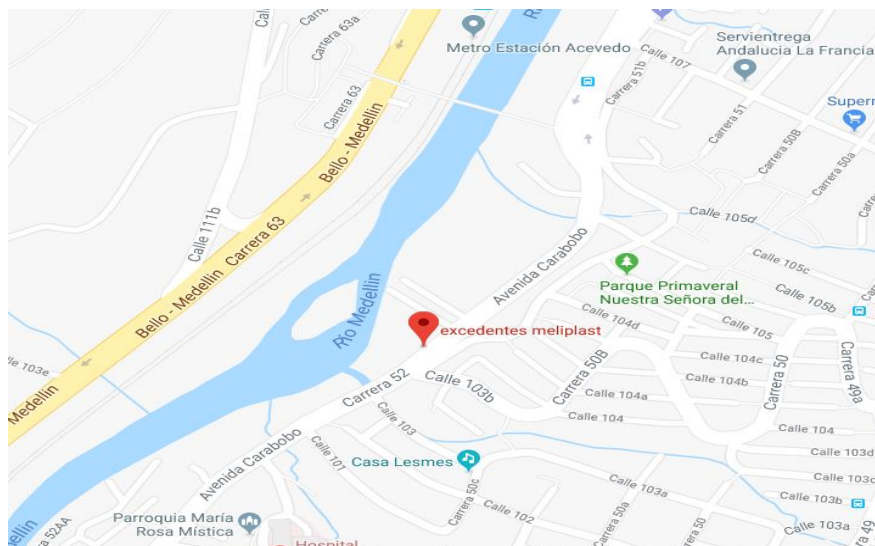 Carrera 63a
Metro Estación Acevedo
Calle 107
Servientrega
Andalucia La Francia
Carrera 51b
Carrera 63
Bello - Medellin
Carrera 51
Carrera 50B
Carrera 50a
Calle 111b
Calle 105d
Avenida Carabobo
Bello - Medellin Carrera 63
Calle 105c
Parque Primaveral
Nuestra Señora del...
Calle 105b
Rio Medellin
excedentes meliplast
Calle 104d
Calle 105
Calle 104c
Carrera 50
Carrera 49a
Carrera 50B
Calle 104b
Medellin
Carrera 52
Calle 103b
Calle 104a
Calle 104
Calle 104
Calle 103
Calle 101
Avenida Carabobo
Casa Lesmes
Calle 103d
Calle 103c
Calle 103a
Calle 103b
Carrera 50c
Calle 102
Carrera 50a
Calle 103a
Parroquia María
Rosa Mística
Hospital